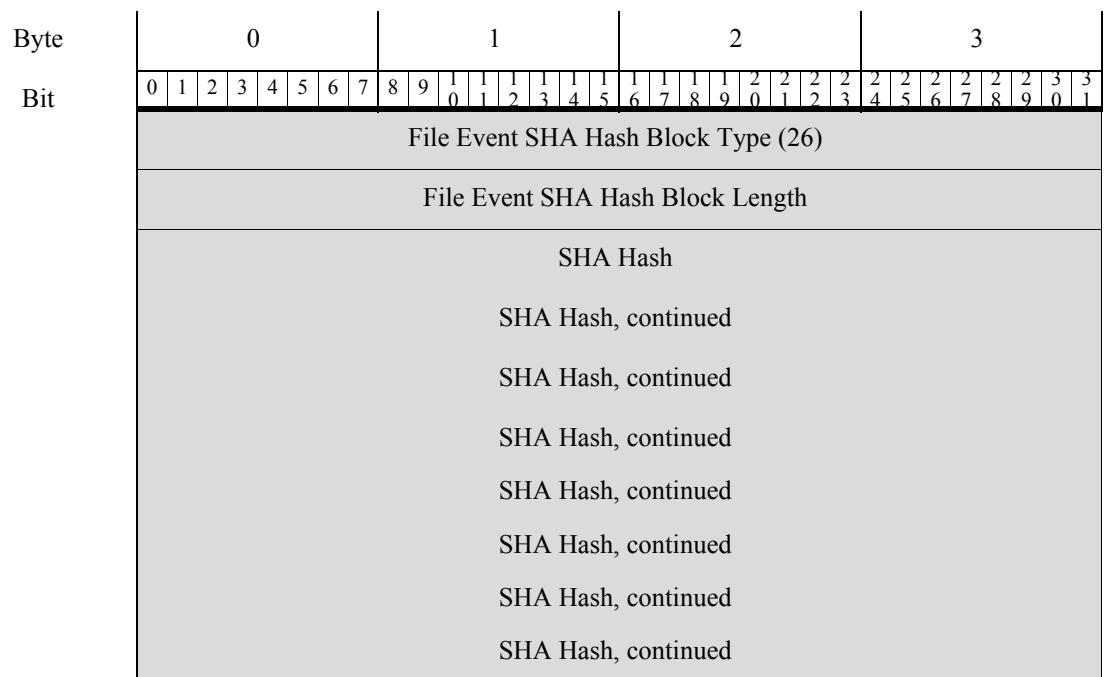 Byte 0 1 2 3
Bit 0 1 2 3 4 5 6 7 8 9 10 11 12 13 14 15 16 17 18 19 20 21 22 23 24 25 26 27 28 29 30 31
File Event SHA Hash Block Type (26)
File Event SHA Hash Block Length
SHA Hash
SHA Hash, continued
SHA Hash, continued
SHA Hash, continued
SHA Hash, continued
SHA Hash, continued
SHA Hash, continued
SHA Hash, continued